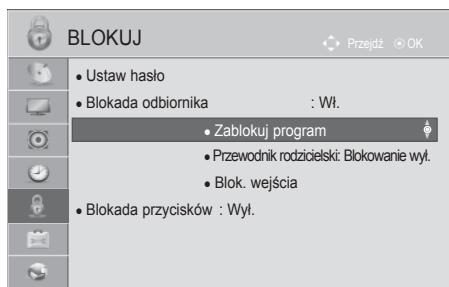 BLOKUJ
Przejdź OK
• Ustaw hasło
• Blokada odbiornika : Wł.
• Zablokuj program
• Przewodnik rodzicielski: Blokowanie wył.
• Blok. wejścia
• Blokada przycisków : Wył.